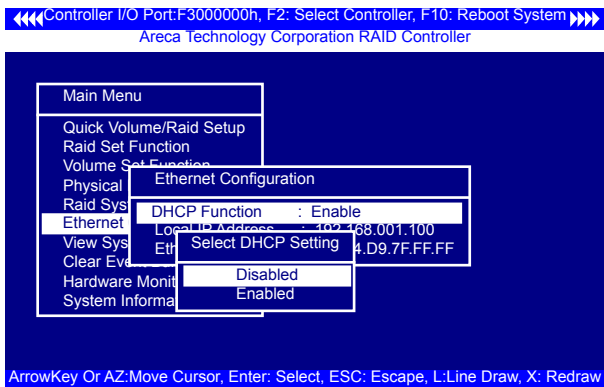 Controller I/O Port:F3000000h, F2: Select Controller, F10: Reboot System
Areca Technology Corporation RAID Controller
Main Menu
Quick Volume/Raid Setup
Raid Set Function
Volume Set Function
Physical
Raid Sys
Ethernet
View Sys
Clear Eve
Hardware Monit
System Informa
Ethernet Configuration
DHCP Function : Enable
Local IP Address : 192.168.001.100
Eth 4.D9.7F.FF.FF
Select DHCP Setting
Disabled
Enabled
ArrowKey Or AZ:Move Cursor, Enter: Select, ESC: Escape, L:Line Draw, X: Redraw